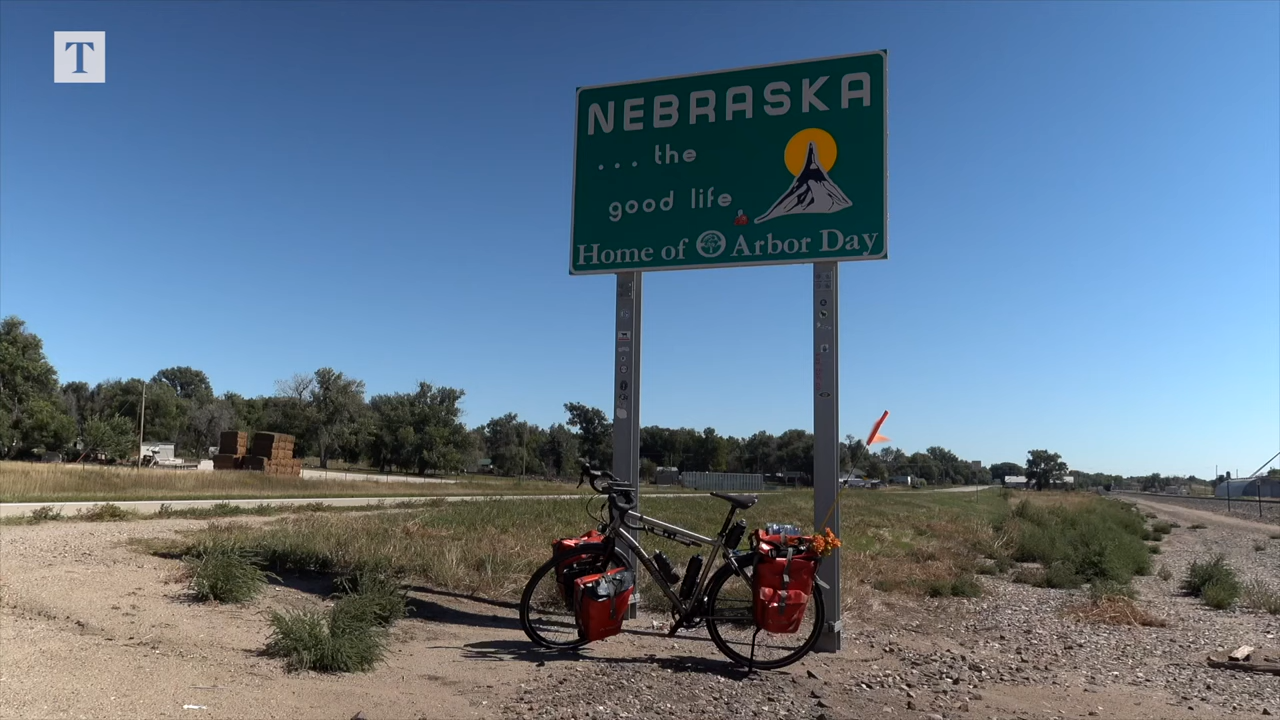 T
NEBRASKA
... the
good life
Home of Arbor Day